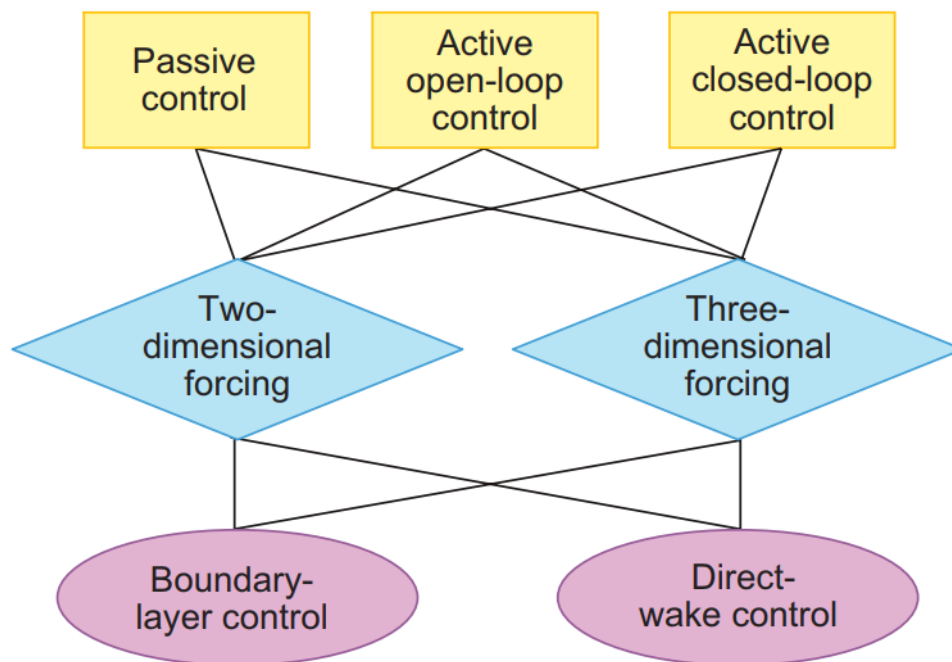 Passive
control
Active
open-loop
control
Active
closed-loop
control
Two-
dimensional
forcing
Three-
dimensional
forcing
Boundary-
layer control
Direct-
wake control